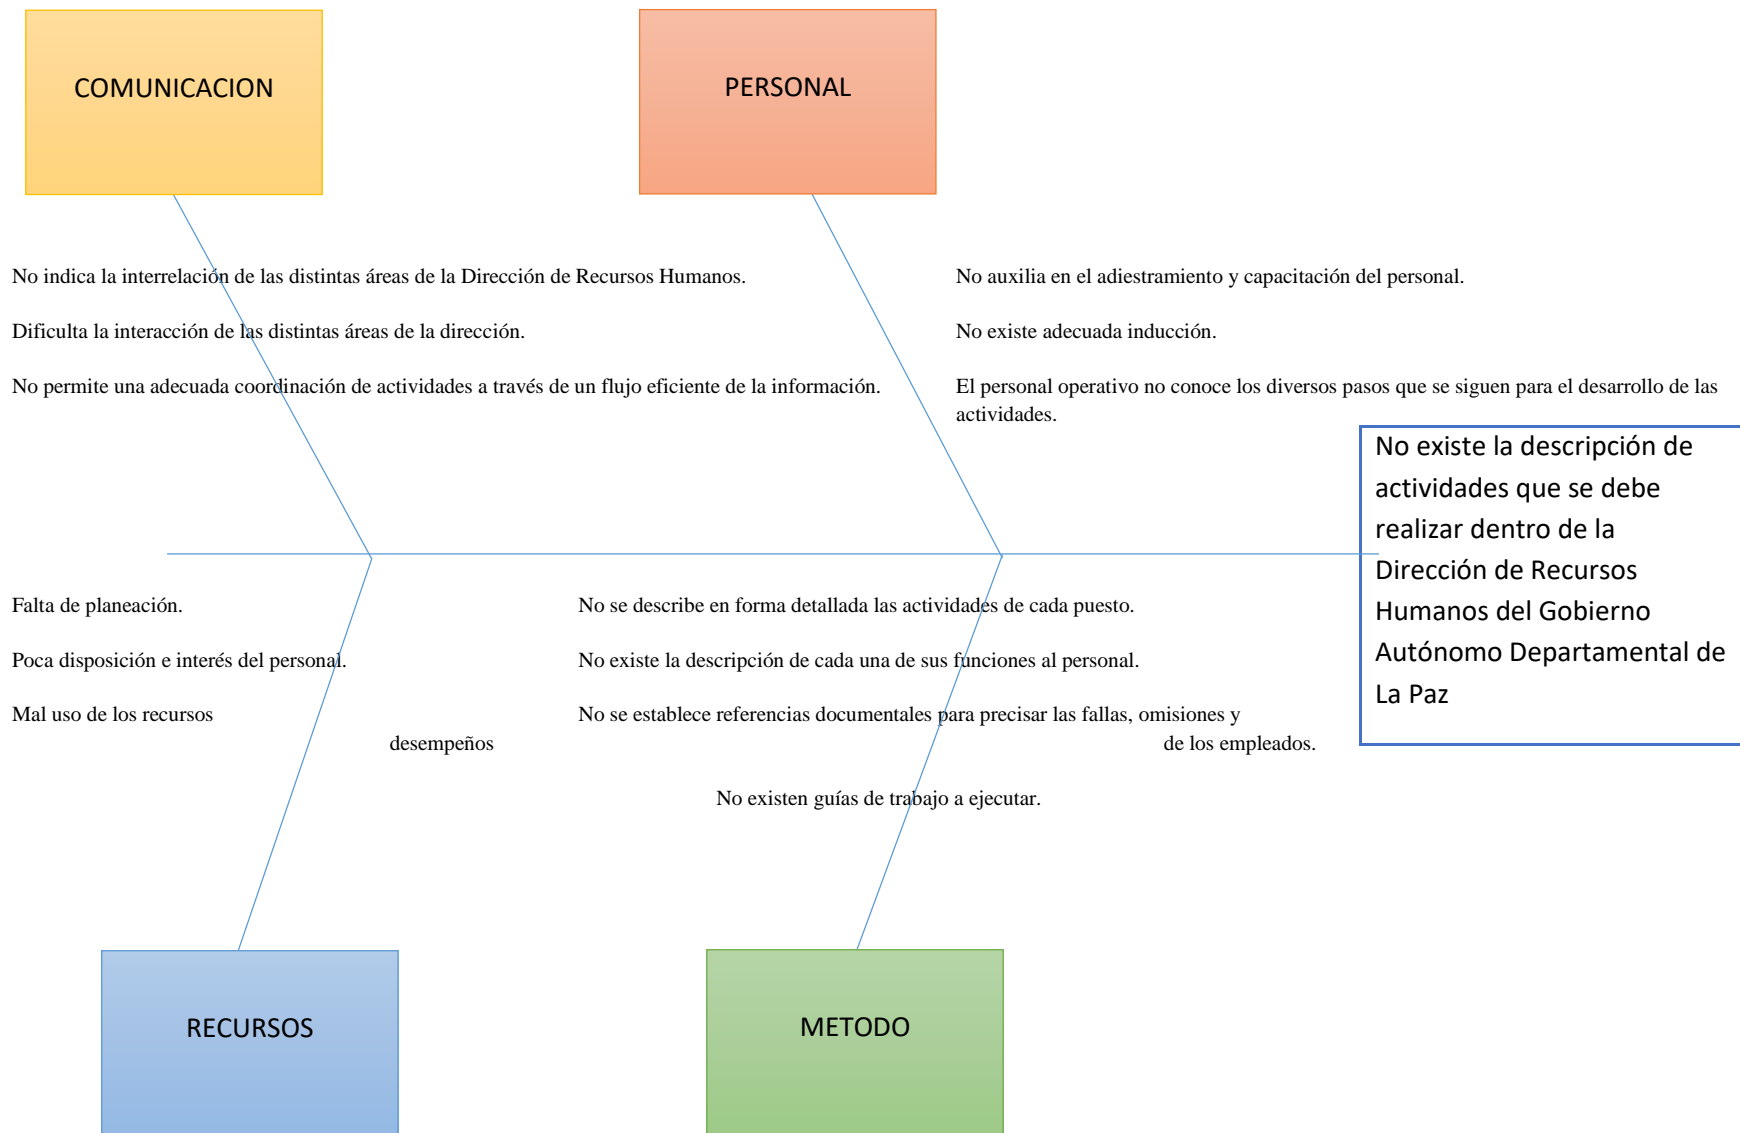 COMUNICACION
PERSONAL
No indica la interrelación de las distintas áreas de la Dirección de Recursos Humanos.
No auxilia en el adiestramiento y capacitación del personal.
Dificulta la interacción de las distintas áreas de la dirección.
No existe adecuada inducción.
No permite una adecuada coordinación de actividades a través de un flujo eficiente de la información.
El personal operativo no conoce los diversos pasos que se siguen para el desarrollo de las
actividades.
No existe la descripción de
actividades que se debe
realizar dentro de la
Dirección de Recursos
Humanos del Gobierno
Autónomo Departamental de
La Paz
Falta de planeación.
No se describe en forma detallada las actividades de cada puesto.
Poca disposición e interés del personal.
No existe la descripción de cada una de sus funciones al personal.
Mal uso de los recursos
No se establece referencias documentales para precisar las fallas, omisiones y
desempeños
de los empleados.
No existen guías de trabajo a ejecutar.
RECURSOS
METODO